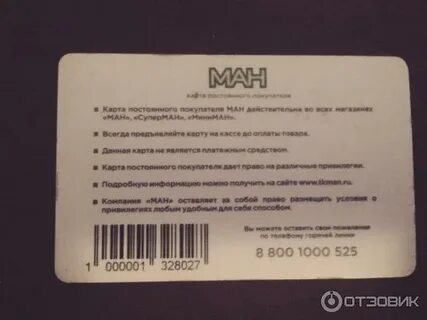 МАН
карта постоянного покупателя
Карта постоянного покупателя МАН действительна во всех магазинах
«МАН», «СуперМАН», «МиниМАН».
Всегда предъявляйте карту на кассе до оплаты товара.
Данная карта не является платежным средством.
Карта постоянного покупателя дает право на различные привилегии.
Подробную информацию можно получить на сайте www.tkman.ru.
Компания «МАН» оставляет за собой право размещать условия о
привилегиях любым удобным для себя способом.
Вы можете оставить свои пожелания
по телефону горячей линии
8 800 1000 525
1 000001 328027
ОТЗОВИК